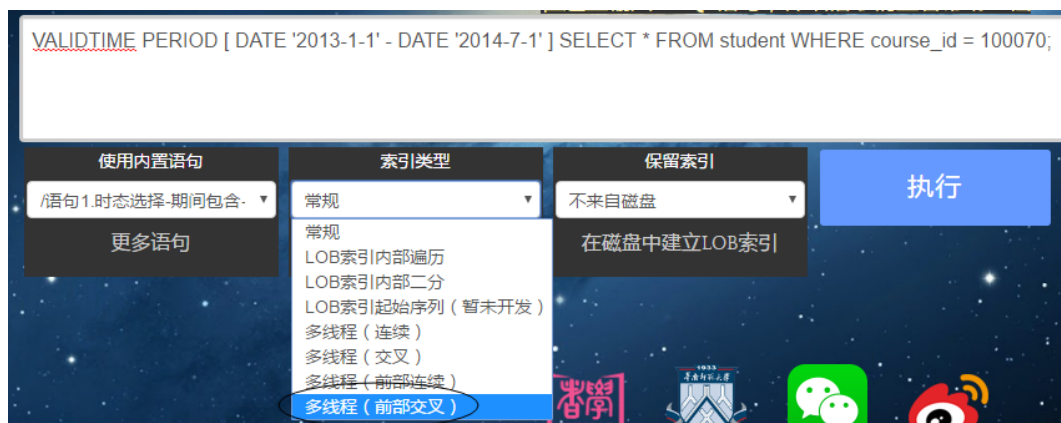 VALIDTIME PERIOD [ DATE '2013-1-1' - DATE '2014-7-1' ] SELECT * FROM student WHERE course_id = 100070;
使用内置语句
索引类型
保留索引
/语句1.时态选择-期间包含-
常规
不来自磁盘
执行
更多语句
在磁盘中建立LOB索引
常规
LOB索引内部遍历
LOB索引内部二分
LOB索引起始序列（暂未开发）
多线程（连续）
多线程（交叉）
多线程（前部连续）
多线程（前部交叉）
1933